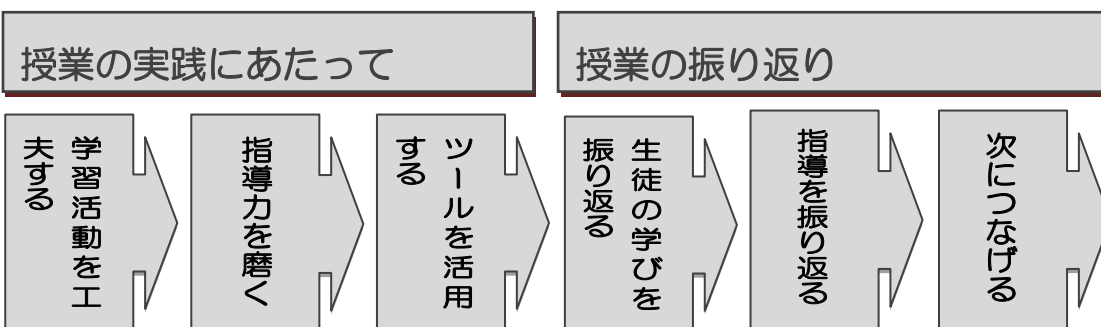 授業の実践にあたって
授業の振り返り
学習活動を工
夫する
指導力を磨く
ツールを活用
する
生徒の学びを
振り返る
指導を振り返る
次につなげる